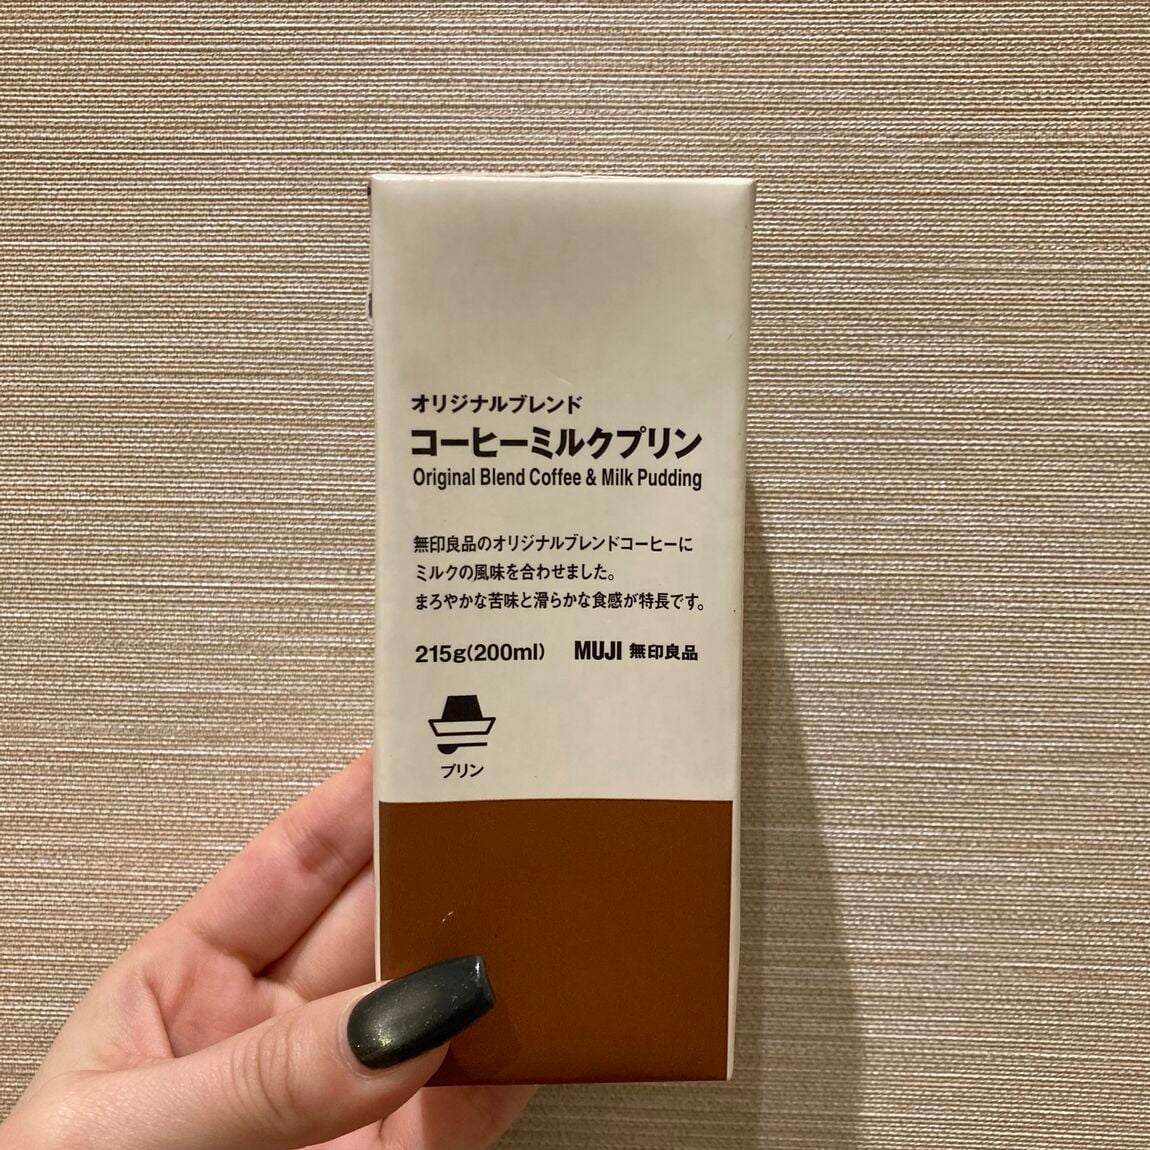 オリジナルブレンド
コーヒーミルクプリン
Original Blend Coffee & Milk Pudding
無印良品のオリジナルブレンドコーヒーに
ミルクの風味を合わせました。
まろやかな苦味と滑らかな食感が特長です。
215g(200ml) MUJI 無印良品
プリン